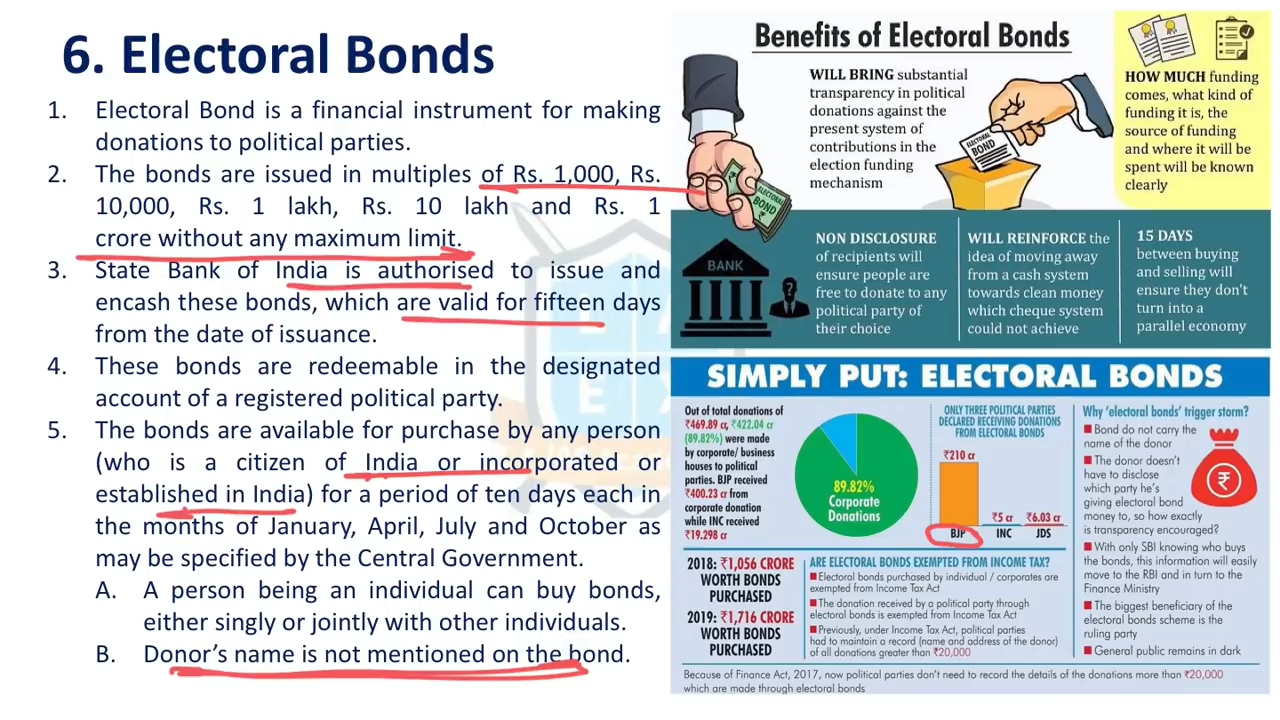 6. Electoral Bonds
1. Electoral Bond is a financial instrument for making
donations to political parties.
2. The bonds are issued in multiples of Rs. 1,000, Rs.
10,000, Rs. 1 lakh, Rs. 10 lakh and Rs. 1
crore without any maximum limit.
3. State Bank of India is authorised to issue and
encash these bonds, which are valid for fifteen days
from the date of issuance.
4. These bonds are redeemable in the designated
account of a registered political party.
5. The bonds are available for purchase by any person
(who is a citizen of India or incorporated or
established in India) for a period of ten days each in
the months of January, April, July and October as
may be specified by the Central Government.
A. A person being an individual can buy bonds,
either singly or jointly with other individuals.
B. Donor's name is not mentioned on the bond.
Benefits of Electoral Bonds
WILL BRING substantial
transparency in political
donations against the
present system of
contributions in the
election funding
mechanism
ELECTORAL
BOND
ELECTORAL
BOND
HOW MUCH funding
comes, what kind of
funding it is, the
source of funding
and where it will be
spent will be known
clearly
BANK
NON DISCLOSURE
of recipients will
ensure people are
free to donate to any
political party of
their choice
WILL REINFORCE the
idea of moving away
from a cash system
towards clean money
which cheque system
could not achieve
15 DAYS
between buying
and selling will
ensure they don't
turn into a
parallel economy
SIMPLY PUT: ELECTORAL BONDS
Out of total donations of
₹469.89 cr, ₹422.04 cr
(89.82%) were made
by corporate/ business
houses to political
parties. BJP received
₹400.23 cr from
corporate donation
while INC received
₹19.298 cr
89.82%
Corporate
Donations
ONLY THREE POLITICAL PARTIES
DECLARED RECEIVING DONATIONS
FROM ELECTORAL BONDS
₹210 cr
₹5 cr
₹6.03 cr
BJP
INC
JDS
Why 'electoral bonds' trigger storm?
Bond do not carry the
name of the donor
The donor doesn't
have to disclose
which party he's
giving electoral bond
money to, so how exactly
is transparency encouraged?
With only SBI knowing who buys
the bonds, this information will easily
move to the RBI and in turn to the
Finance Ministry
The biggest beneficiary of the
electoral bonds scheme is the
ruling party
General public remains in dark
₹
2018: ₹1,056 CRORE
WORTH BONDS
PURCHASED
2019: ₹1,716 CRORE
WORTH BONDS
PURCHASED
ARE ELECTORAL BONDS EXEMPTED FROM INCOME TAX?
Electoral bonds purchased by individual / corporates are
exempted from Income Tax Act
The donation received by a political party through
electoral bonds is exempted from Income Tax Act
Previously, under Income Tax Act, political parties
had to maintain a record (name and address of the donor)
of all donations greater than ₹20,000
Because of Finance Act, 2017, now political parties don't need to record the details of the donations more than ₹20,000
which are made through electoral bonds